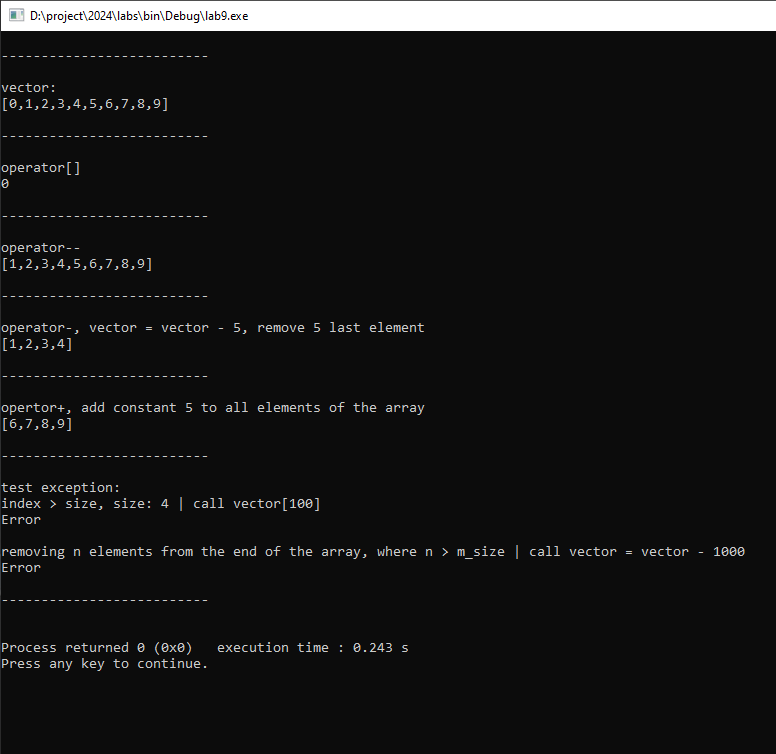 D:\project\2024\labs\bin\Debug\lab9.exe
--------------------------
vector:
[0,1,2,3,4,5,6,7,8,9]
--------------------------
operator[]
0
--------------------------
operator--
[1,2,3,4,5,6,7,8,9]
--------------------------
operator-, vector = vector - 5, remove 5 last element
[1,2,3,4]
--------------------------
opertor+, add constant 5 to all elements of the array
[6,7,8,9]
--------------------------
test exception:
index > size, size: 4 | call vector[100]
Error
removing n elements from the end of the array, where n > m_size | call vector = vector - 1000
Error
--------------------------
Process returned 0 (0x0)   execution time : 0.243 s
Press any key to continue.